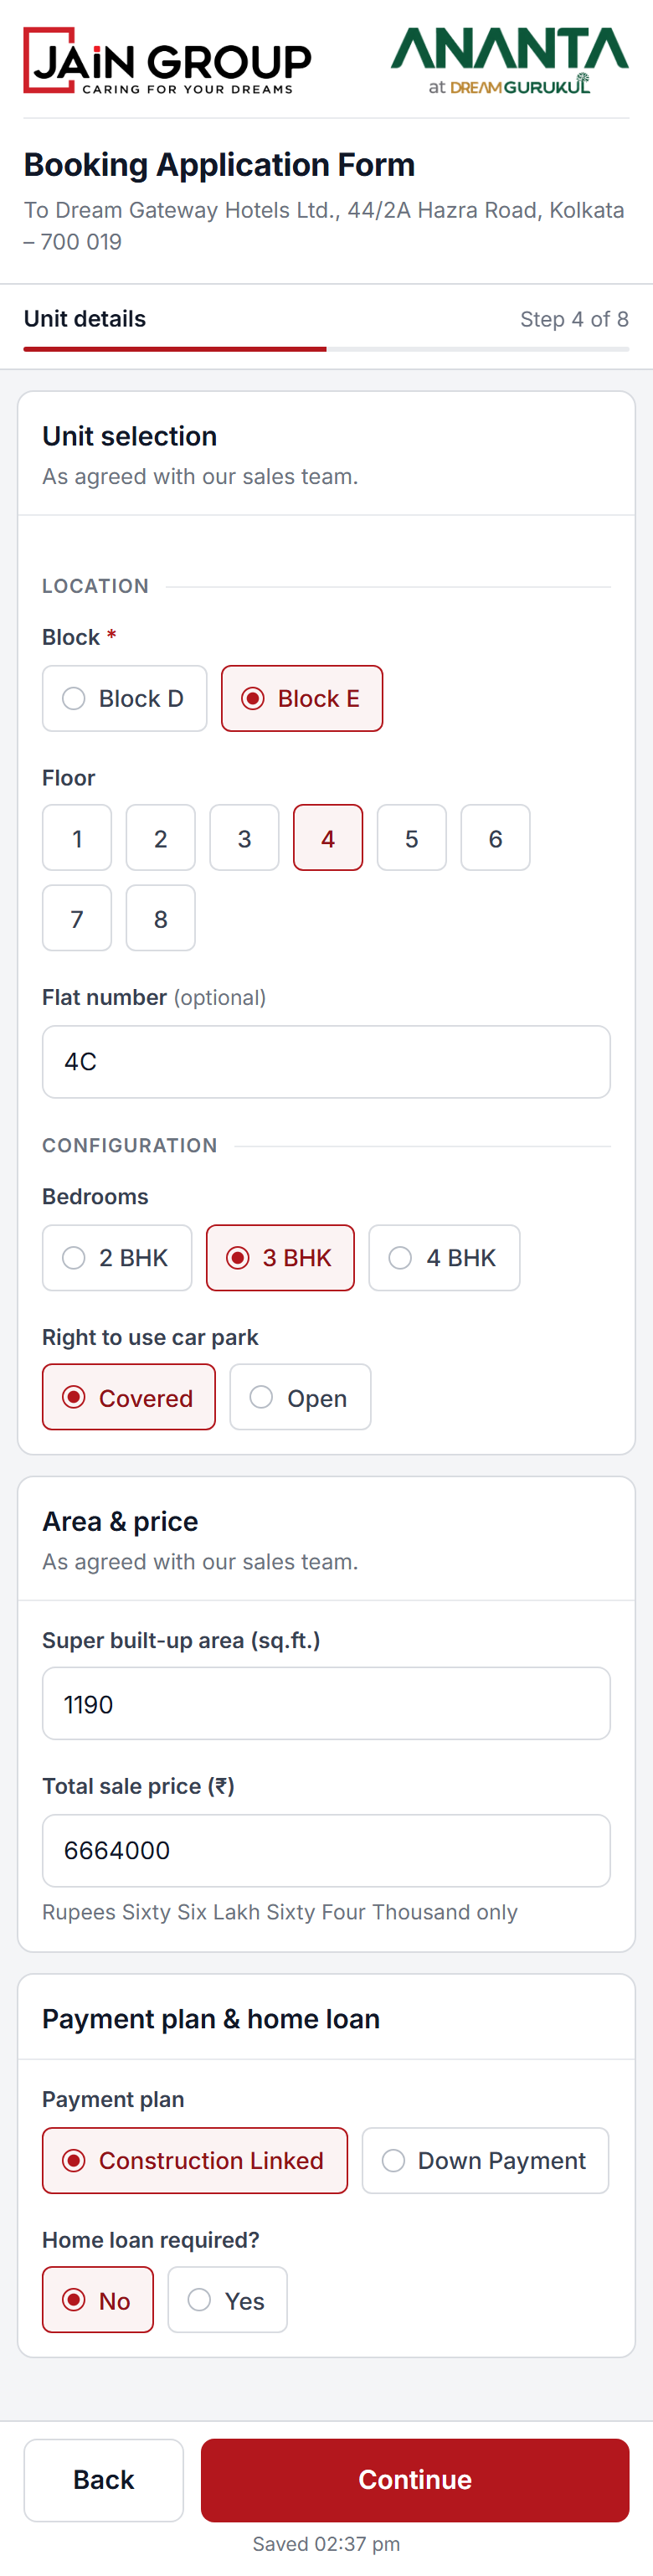 JAiN GROUP
CARING FOR YOUR DREAMS
ANANTA
at DREAM GURUKUL
Booking Application Form
To Dream Gateway Hotels Ltd., 44/2A Hazra Road, Kolkata
– 700 019
Unit details
Step 4 of 8
Unit selection
As agreed with our sales team.
LOCATION
Block *
Block D
Block E
Floor
1 2 3 4 5 6
7 8
Flat number (optional)
4C
CONFIGURATION
Bedrooms
2 BHK
3 BHK
4 BHK
Right to use car park
Covered
Open
Area & price
As agreed with our sales team.
Super built-up area (sq.ft.)
1190
Total sale price (₹)
6664000
Rupees Sixty Six Lakh Sixty Four Thousand only
Payment plan & home loan
Payment plan
Construction Linked
Down Payment
Home loan required?
No
Yes
Back
Continue
Saved 02:37 pm